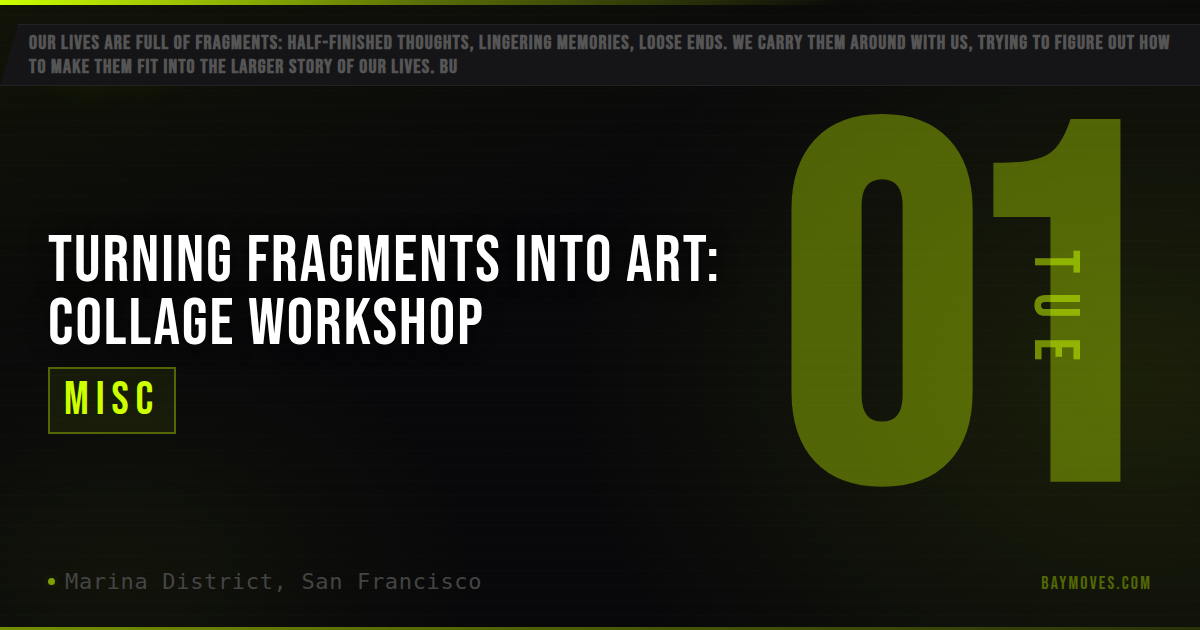 OUR LIVES ARE FULL OF FRAGMENTS: HALF-FINISHED THOUGHTS, LINGERING MEMORIES, LOOSE ENDS. WE CARRY THEM AROUND WITH US, TRYING TO FIGURE OUT HOW
TO MAKE THEM FIT INTO THE LARGER STORY OF OUR LIVES. BU
01
TUE
TURNING FRAGMENTS INTO ART:
COLLAGE WORKSHOP
MISC
Marina District, San Francisco
BAYMOVES.COM